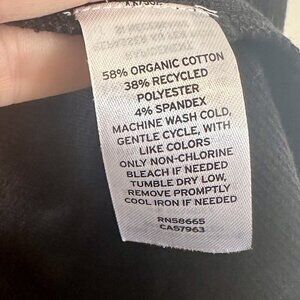 58% ORGANIC COTTON
38% RECYCLED
POLYESTER
4% SPANDEX
MACHINE WASH COLD,
GENTLE CYCLE, WITH
LIKE COLORS
ONLY NON-CHLORINE
BLEACH IF NEEDED
TUMBLE DRY LOW,
REMOVE PROMPTLY
COOL IRON IF NEEDED
RN58665
CA57963